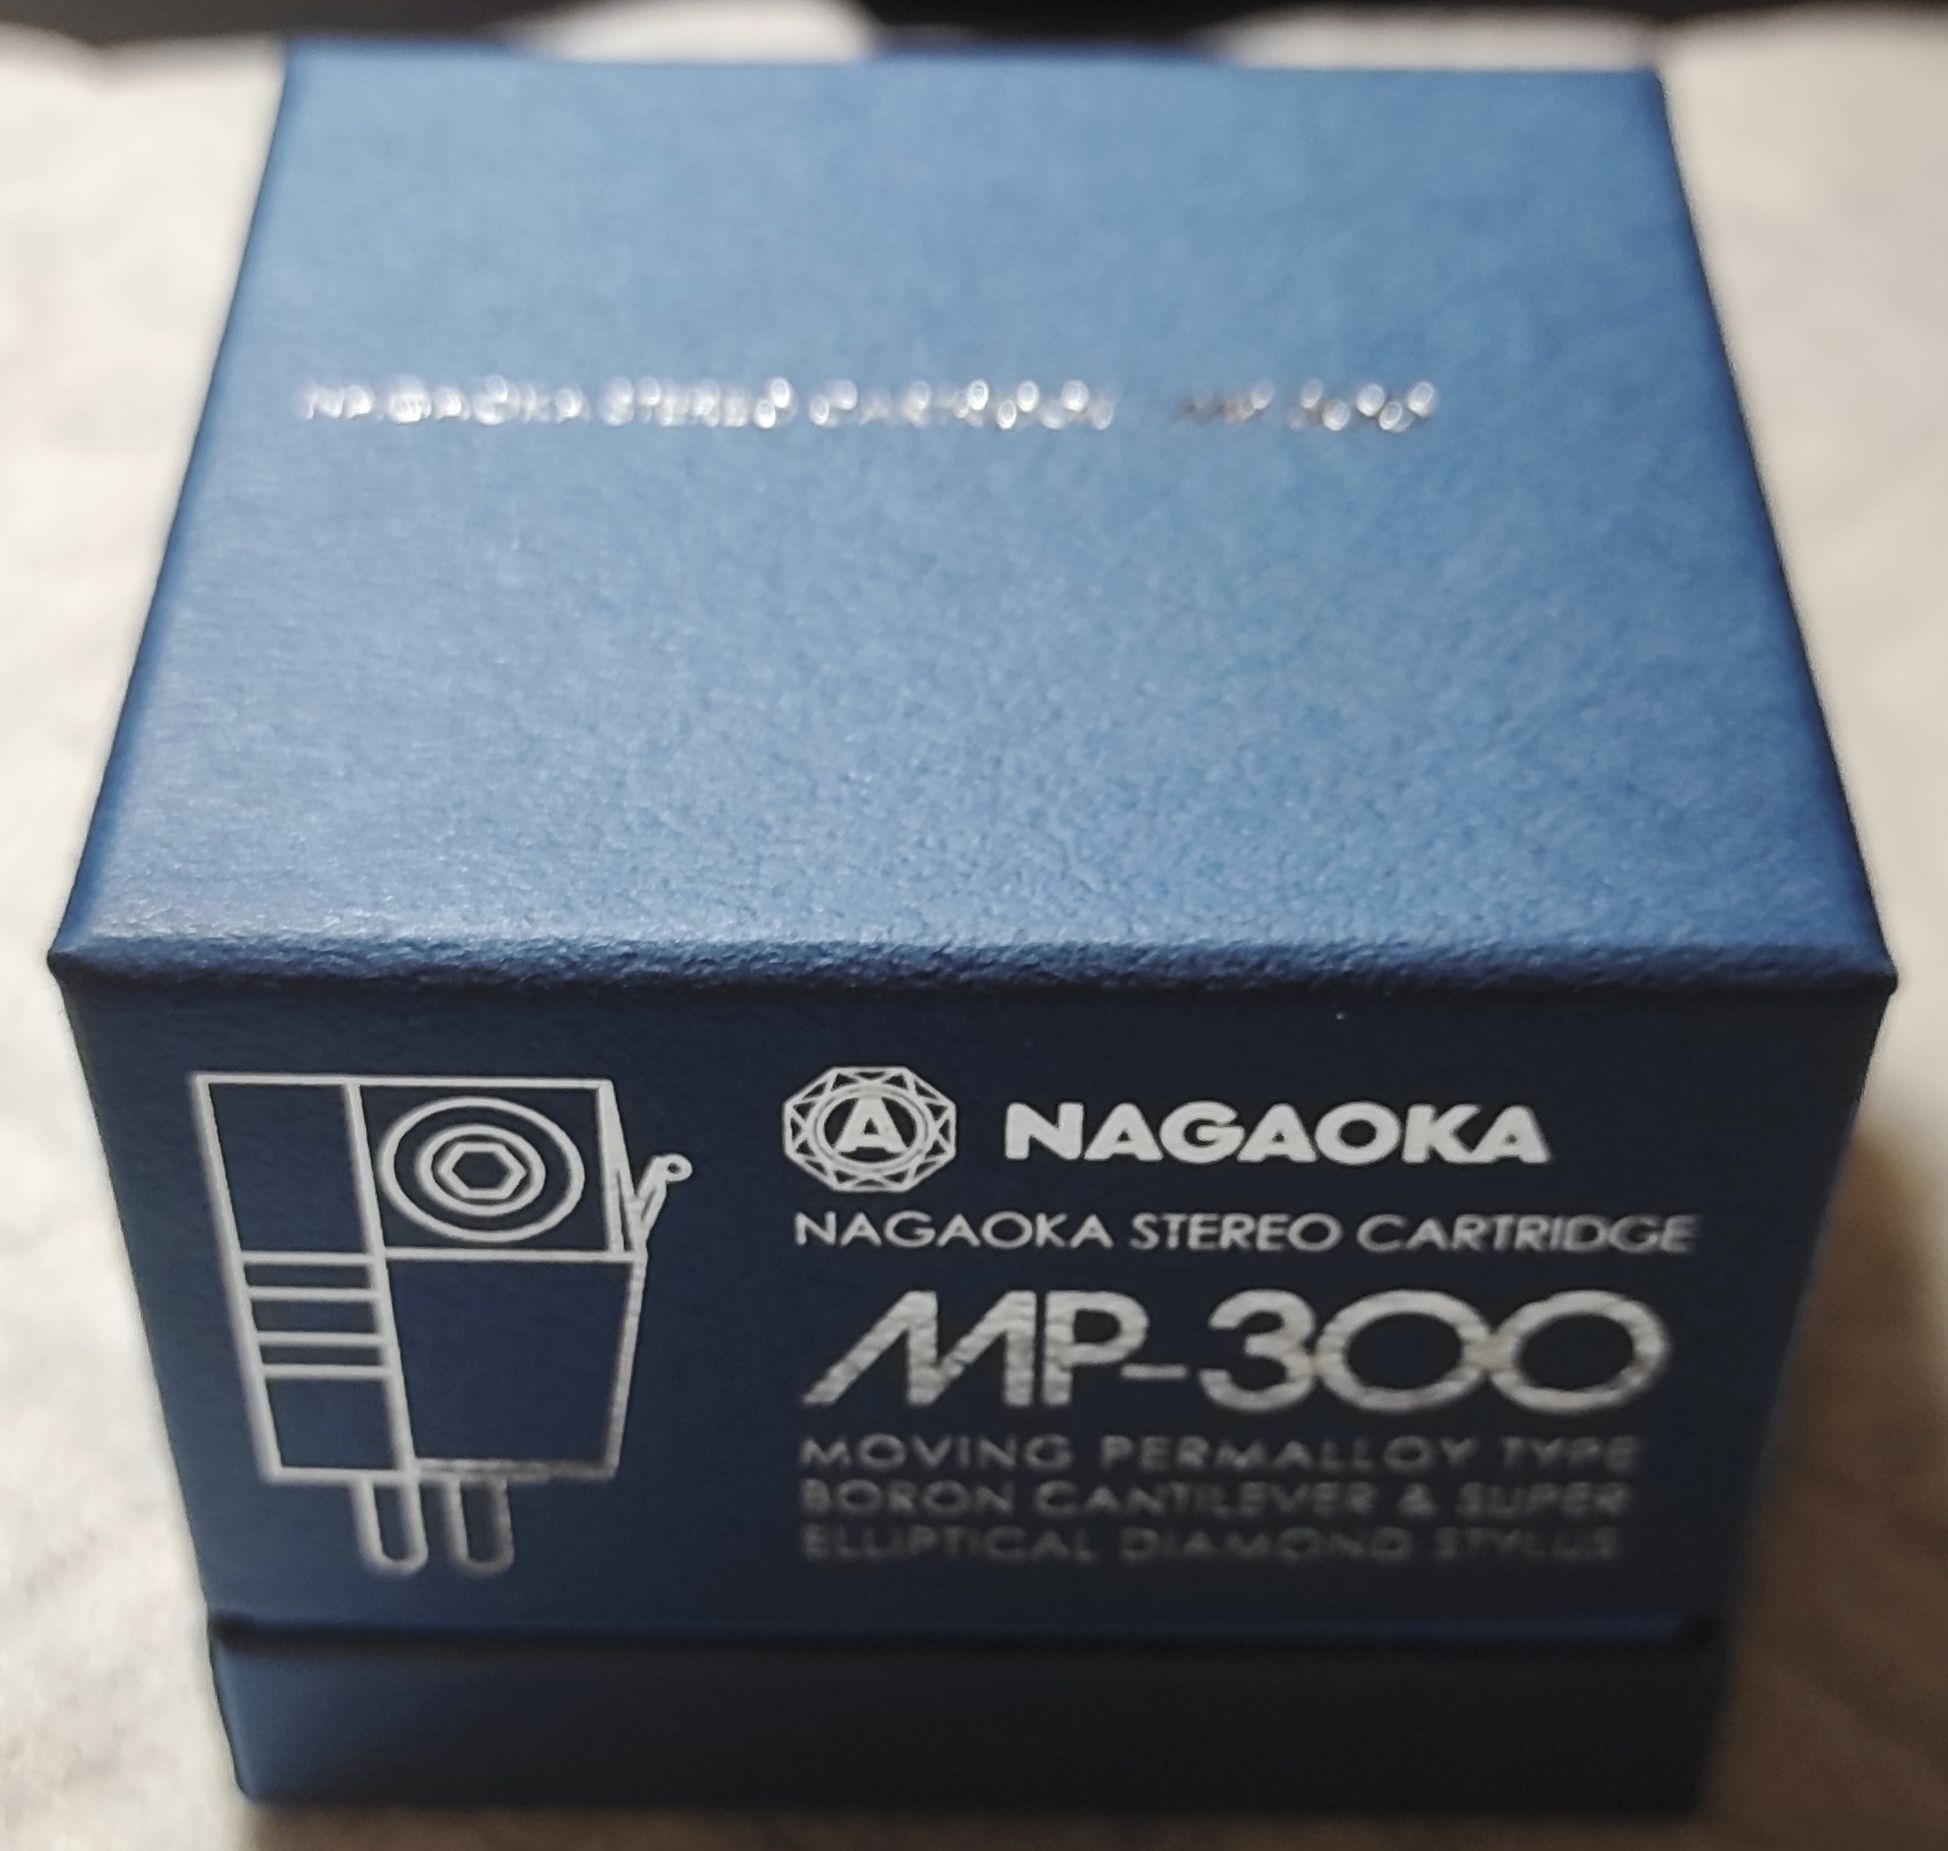 NAGAOKA STEREO CARTRIDGE MP-300
A NAGAOKA
NAGAOKA STEREO CARTRIDGE
MP-300
MOVING PERMALLOY TYPE
BORON CANTILEVER & SUPER
ELLIPTICAL DIAMOND STYLUS